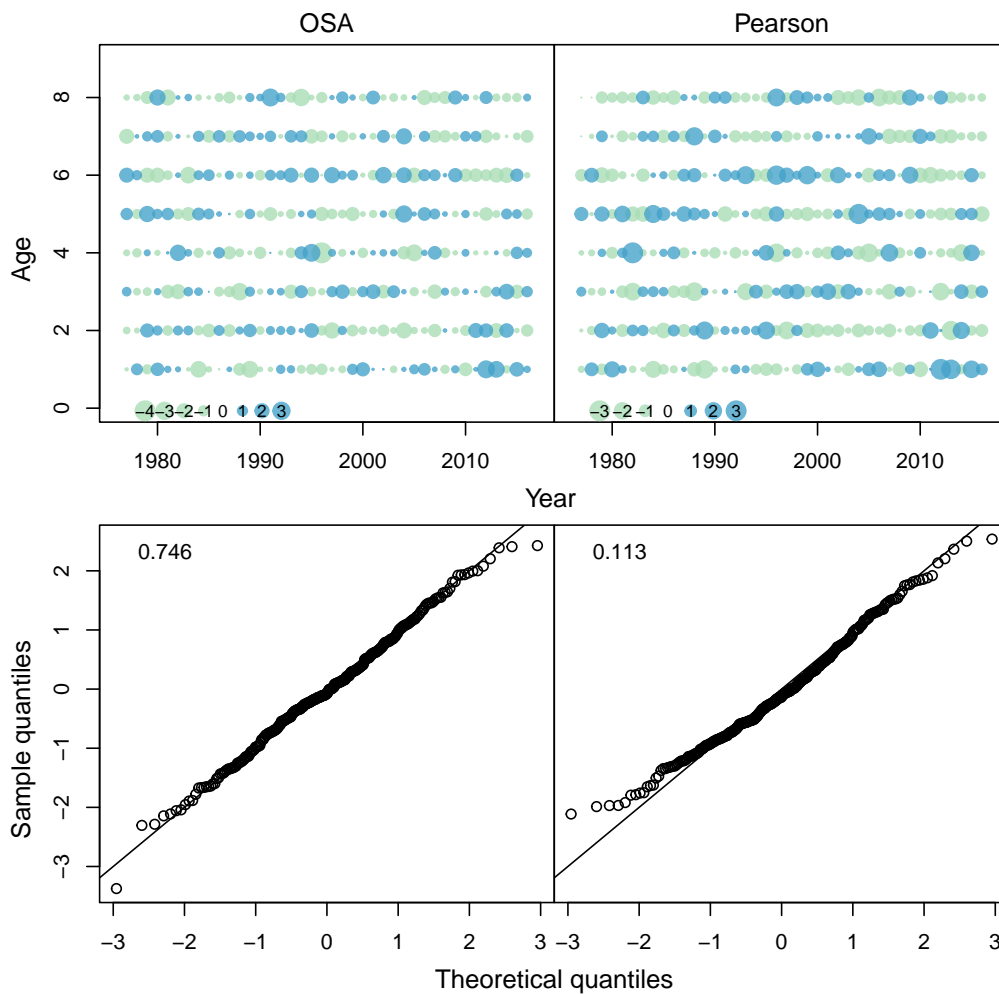 OSA Pearson
8
6
4
2
0
Age
−4 −3 −2 −1 0 1 2 3
−3 −2 −1 0 1 2 3
1980 1990 2000 2010 1980 1990 2000 2010
Year
0.746 0.113
2
1
0
−1
−2
−3
Sample quantiles
−3 −2 −1 0 1 2 3 −3 −2 −1 0 1 2 3
Theoretical quantiles